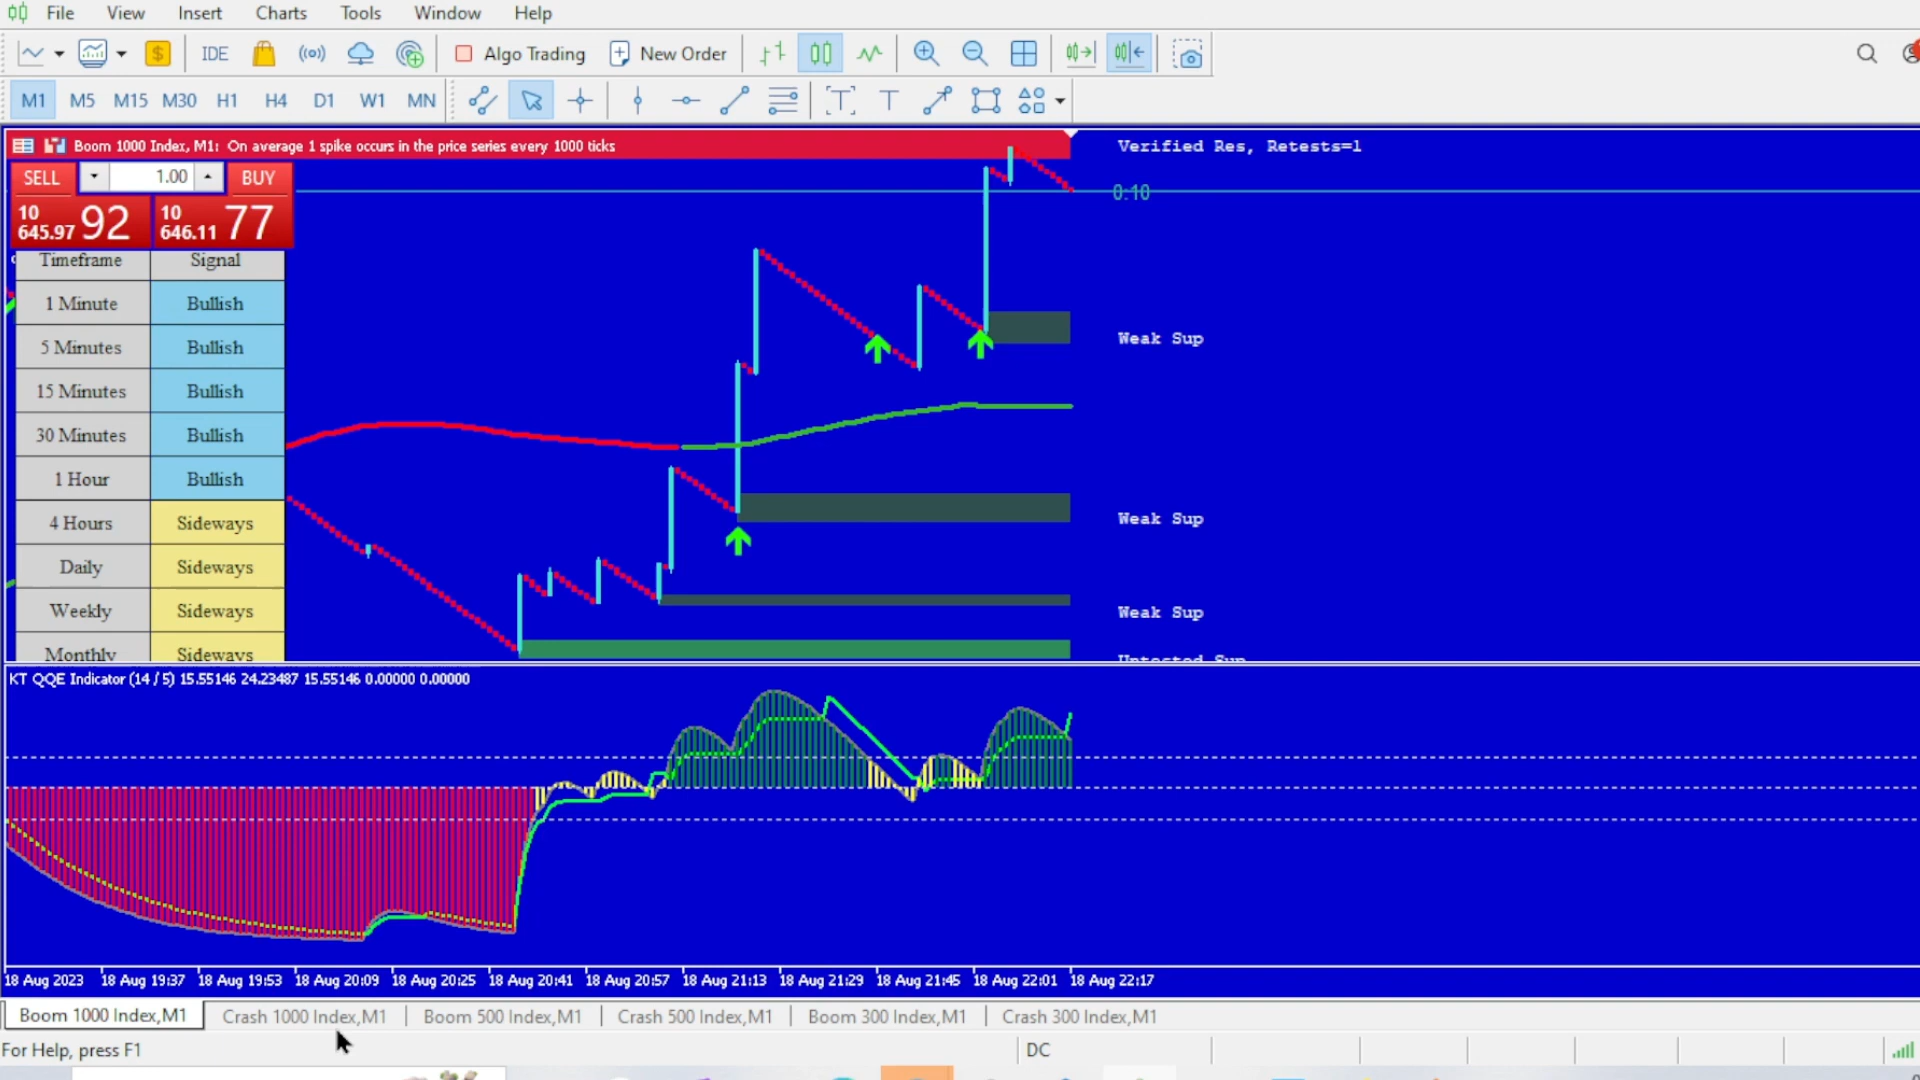 File View Insert Charts Tools Window Help
IDE Algo Trading New Order
M1 M5 M15 M30 H1 H4 D1 W1 MN T T
Boom 1000 Index, M1: On average 1 spike occurs in the price series every 1000 ticks
Verified Res, Retests=1
SELL 1.00 BUY
0:10
10 645.97 92 10 646.11 77
Timeframe Signal
1 Minute Bullish
5 Minutes Bullish
Weak Sup
15 Minutes Bullish
30 Minutes Bullish
1 Hour Bullish
4 Hours Sideways
Weak Sup
Daily Sideways
Weekly Sideways
Weak Sup
Monthly Sideways
Untested Sup
KT QQE Indicator (14 / 5) 15.55146 24.23487 15.55146 0.00000 0.00000
18 Aug 2023 18 Aug 19:37 18 Aug 19:53 18 Aug 20:09 18 Aug 20:25 18 Aug 20:41 18 Aug 20:57 18 Aug 21:13 18 Aug 21:29 18 Aug 21:45 18 Aug 22:01 18 Aug 22:17
Boom 1000 Index,M1 Crash 1000 Index,M1 Boom 500 Index,M1 Crash 500 Index,M1 Boom 300 Index,M1 Crash 300 Index,M1
For Help, press F1 DC